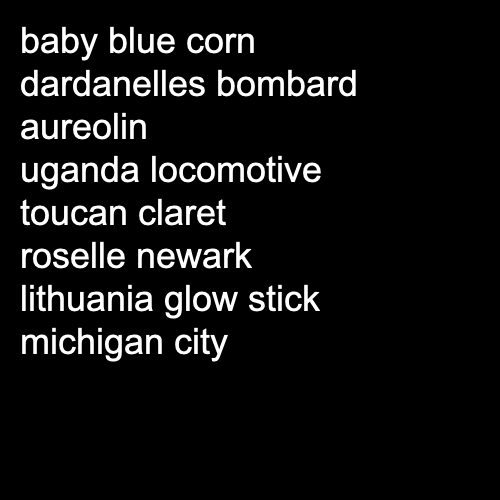 baby blue corn
dardanelles bombard
aureolin
uganda locomotive
toucan claret
roselle newark
lithuania glow stick
michigan city